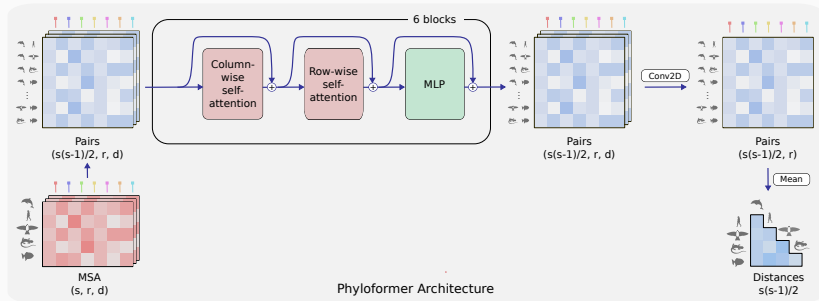 6 blocks
Column-
wise
self-
attention
Row-wise
self-
attention
MLP
Conv2D
Pairs
(s(s-1)/2, r, d)
Pairs
(s(s-1)/2, r, d)
Pairs
(s(s-1)/2, r)
Mean
MSA
(s, r, d)
Distances
s(s-1)/2
Phyloformer Architecture